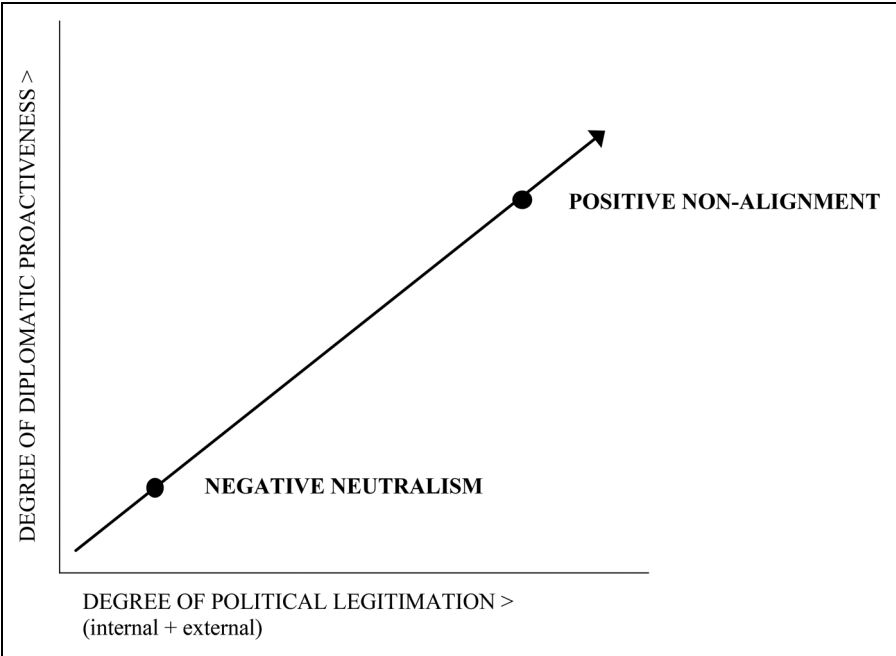 DEGREE OF DIPLOMATIC PROACTIVENESS >
POSITIVE NON-ALIGNMENT
NEGATIVE NEUTRALISM
DEGREE OF POLITICAL LEGITIMATION >
(internal + external)